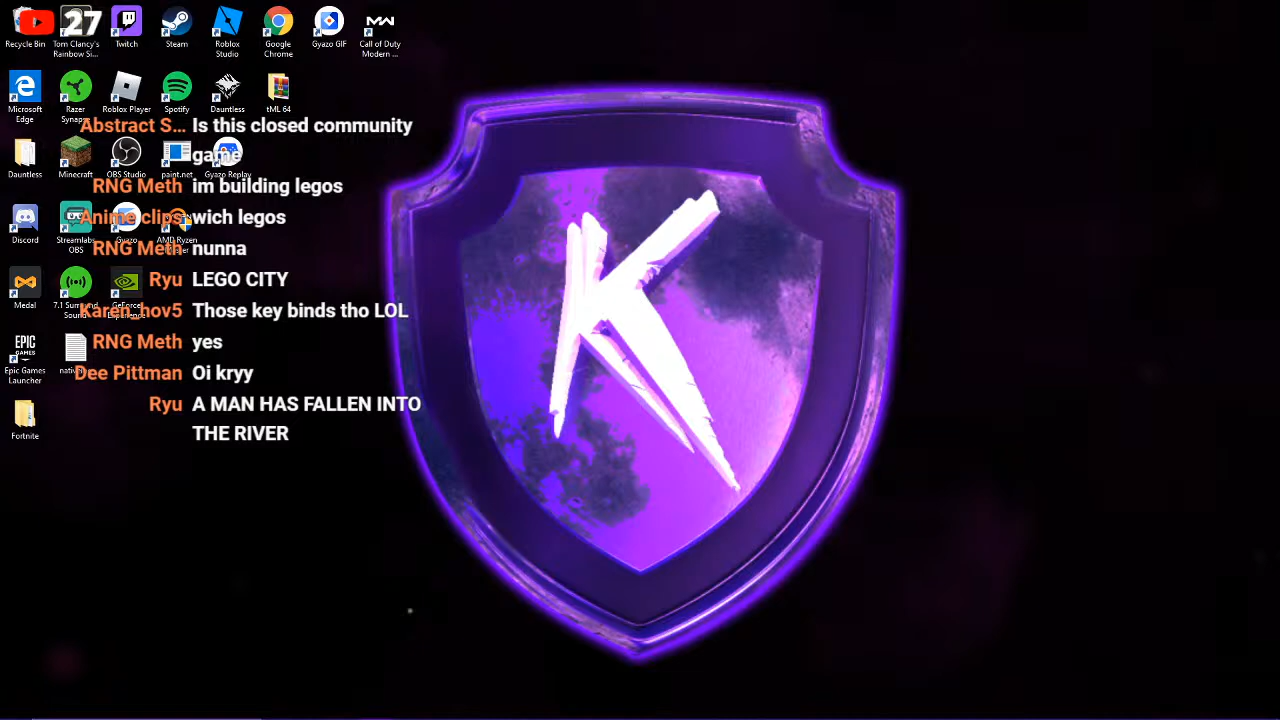 27
Recycle Bin
Tom Clancy's
Rainbow Si...
Twitch
Steam
Roblox
Studio
Google
Chrome
Gyazo GIF
Call of Duty
Modern ...
Microsoft
Edge
Razer
Synapse
Roblox Player
Spotify
Dauntless
tML 64
Abstract S... Is this closed community
game
Dauntless
Minecraft
OBS Studio
paint.net
Gyazo Replay
RNG Meth im building legos
Anime clips wich legos
Discord
Streamlabs
OBS
Gyazo
AMD Ryzen
RNG Meth nunna
Ryu LEGO CITY
Medal
7.1 Surround
Sound
GeForce
Experience
Karen_hov5 Those key binds tho LOL
RNG Meth yes
EPIC
GAMES
Epic Games
Launcher
Dee Pittman Oi kryy
Ryu A MAN HAS FALLEN INTO
THE RIVER
Fortnite
K